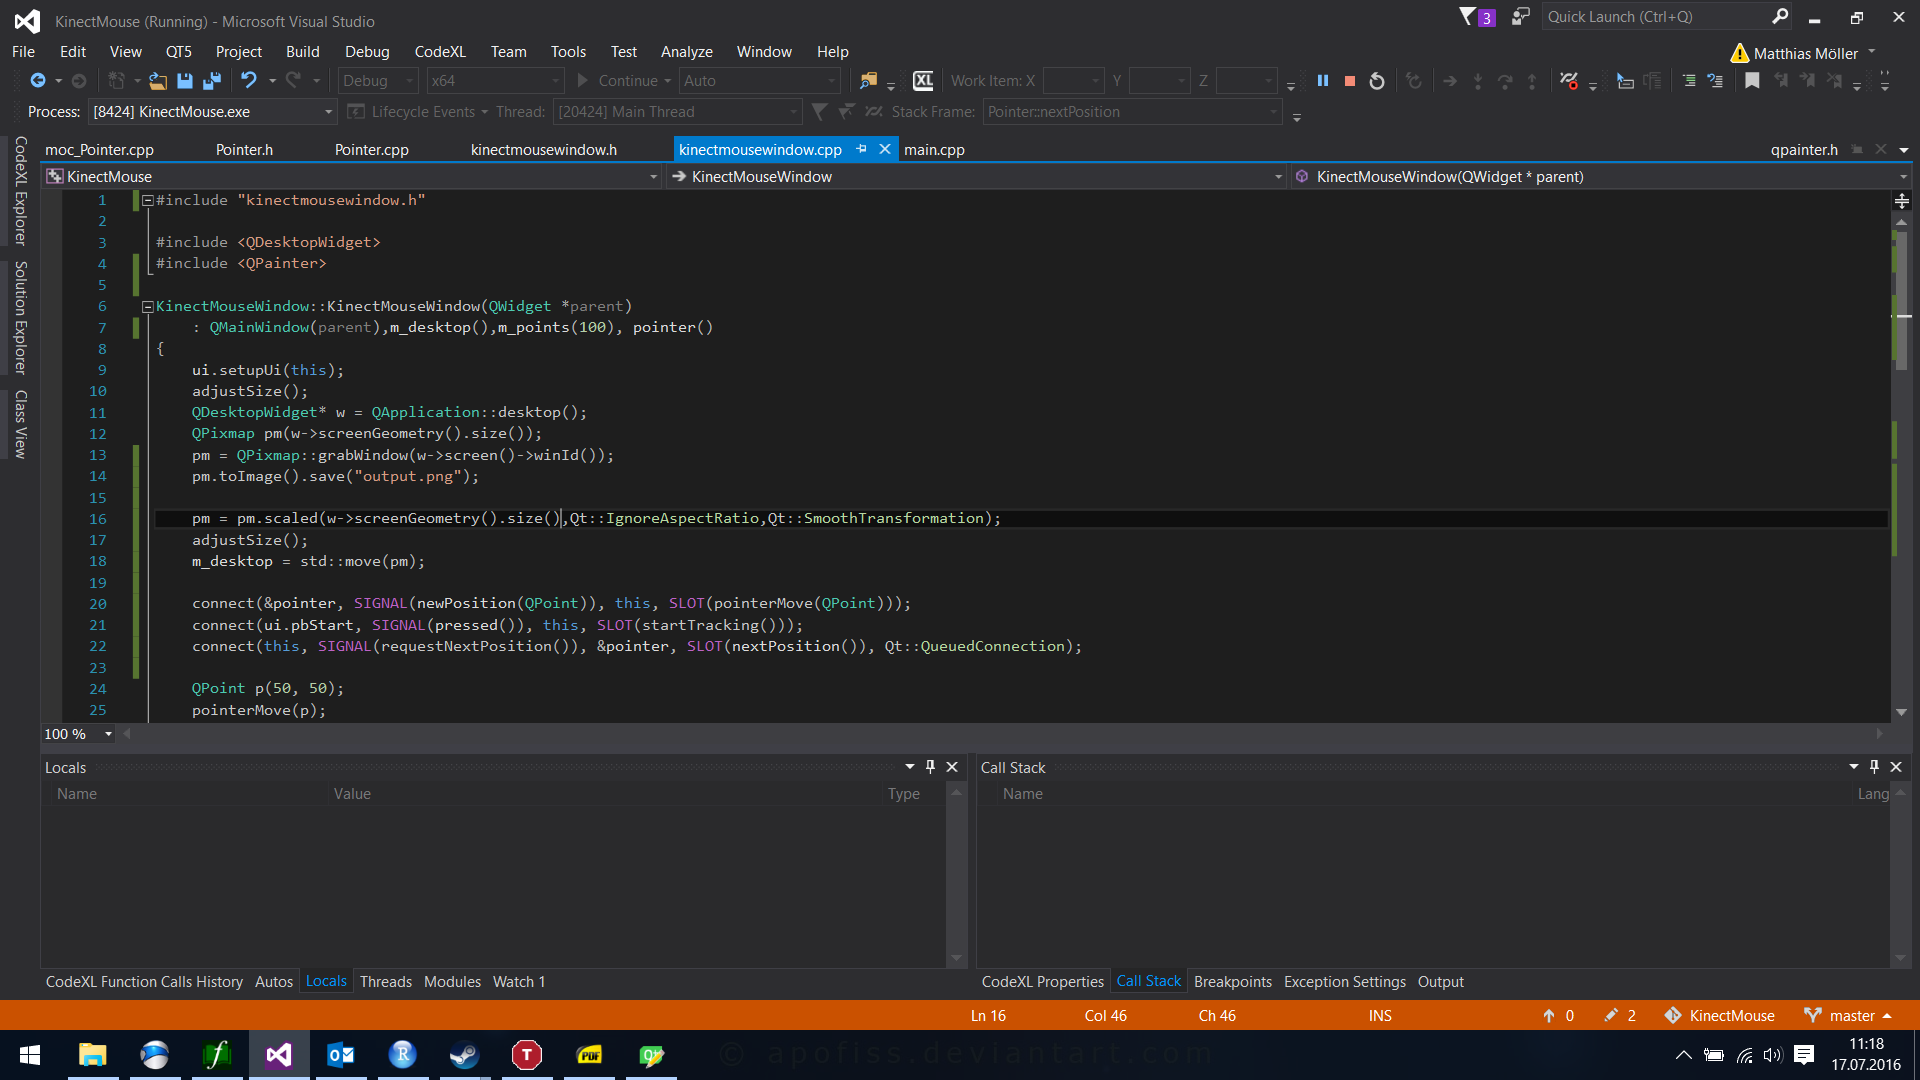 KinectMouse (Running) - Microsoft Visual Studio
3
Quick Launch (Ctrl+Q)
File Edit View QT5 Project Build Debug CodeXL Team Tools Test Analyze Window Help
Matthias Möller
Debug x64 Continue Auto XL Work Item: X Y Z
Process: [8424] KinectMouse.exe Lifecycle Events Thread: [20424] Main Thread Stack Frame: Pointer::nextPosition
CodeXL Explorer
Solution Explorer
Class View
moc_Pointer.cpp Pointer.h Pointer.cpp kinectmousewindow.h kinectmousewindow.cpp main.cpp qpainter.h
KinectMouse KinectMouseWindow KinectMouseWindow(QWidget * parent)
1 #include "kinectmousewindow.h"
2
3 #include <QDesktopWidget>
4 #include <QPainter>
5
6 KinectMouseWindow::KinectMouseWindow(QWidget *parent)
7 : QMainWindow(parent),m_desktop(),m_points(100), pointer()
8 {
9 ui.setupUi(this);
10 adjustSize();
11 QDesktopWidget* w = QApplication::desktop();
12 QPixmap pm(w->screenGeometry().size());
13 pm = QPixmap::grabWindow(w->screen()->winId());
14 pm.toImage().save("output.png");
15
16 pm = pm.scaled(w->screenGeometry().size(),Qt::IgnoreAspectRatio,Qt::SmoothTransformation);
17 adjustSize();
18 m_desktop = std::move(pm);
19
20 connect(&pointer, SIGNAL(newPosition(QPoint)), this, SLOT(pointerMove(QPoint)));
21 connect(ui.pbStart, SIGNAL(pressed()), this, SLOT(startTracking()));
22 connect(this, SIGNAL(requestNextPosition()), &pointer, SLOT(nextPosition()), Qt::QueuedConnection);
23
24 QPoint p(50, 50);
25 pointerMove(p);
100 %
Locals
Name Value Type
Call Stack
Name Lang
CodeXL Function Calls History Autos Locals Threads Modules Watch 1
CodeXL Properties Call Stack Breakpoints Exception Settings Output
Ln 16 Col 46 Ch 46 INS 0 2 KinectMouse master
© apofiss.deviantart.com
11:18
17.07.2016